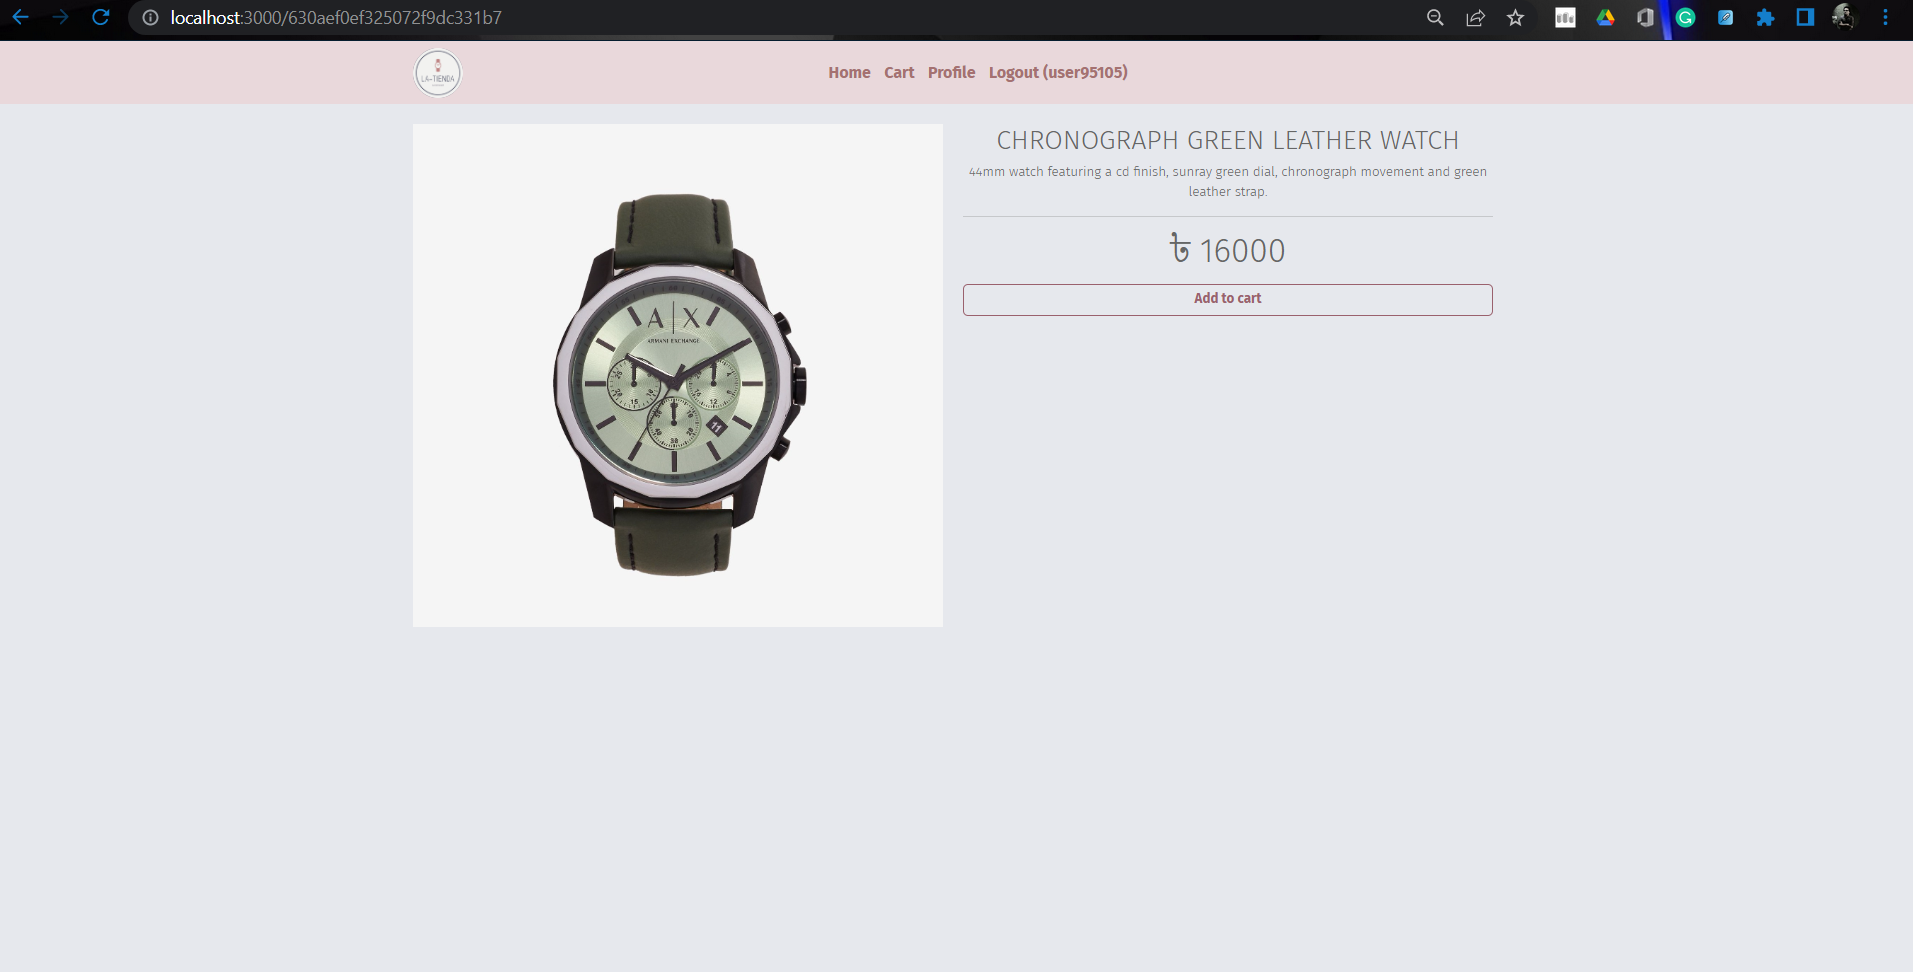 localhost:3000/630aef0ef325072f9dc331b7
LA-TIENDA
Home Cart Profile Logout (user95105)
CHRONOGRAPH GREEN LEATHER WATCH
44mm watch featuring a cd finish, sunray green dial, chronograph movement and green
leather strap.
৳ 16000
Add to cart
A|X
ARMANI EXCHANGE
11